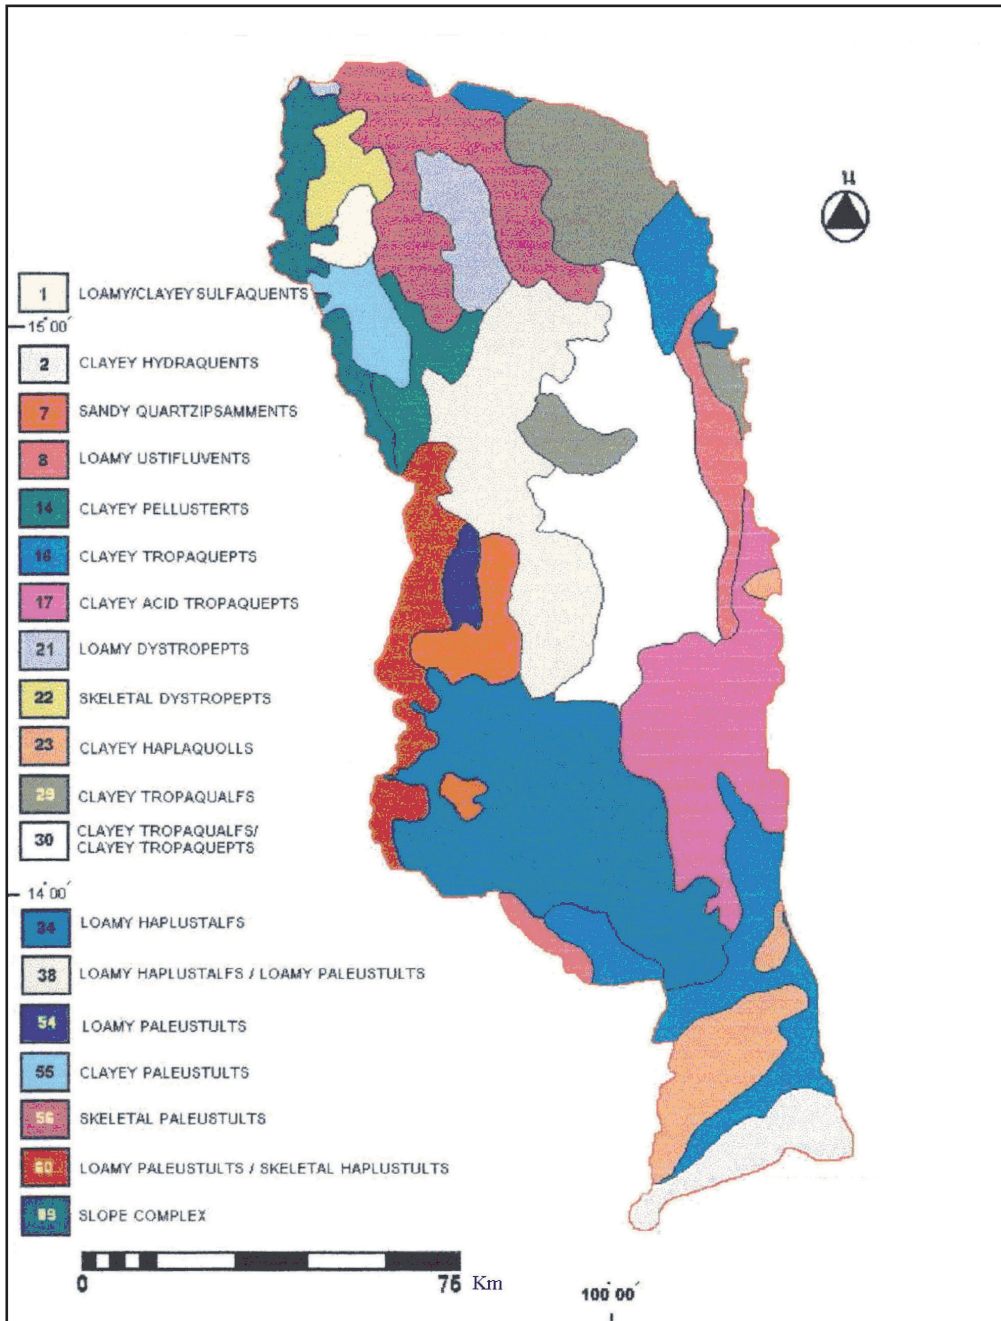 น
1 LOAMY/CLAYEY SULFAQUENTS
15°00′
2 CLAYEY HYDRAQUENTS
7 SANDY QUARTZIPSAMMENTS
8 LOAMY USTIFLUVENTS
14 CLAYEY PELLUSTERTS
16 CLAYEY TROPAQUEPTS
17 CLAYEY ACID TROPAQUEPTS
21 LOAMY DYSTROPEPTS
22 SKELETAL DYSTROPEPTS
23 CLAYEY HAPLAQUOLLS
29 CLAYEY TROPAQUALFS
30 CLAYEY TROPAQUALFS/
CLAYEY TROPAQUEPTS
14°00′
34 LOAMY HAPLUSTALFS
38 LOAMY HAPLUSTALFS / LOAMY PALEUSTULTS
54 LOAMY PALEUSTULTS
55 CLAYEY PALEUSTULTS
56 SKELETAL PALEUSTULTS
60 LOAMY PALEUSTULTS / SKELETAL HAPLUSTULTS
99 SLOPE COMPLEX
0 75 Km
100°00′